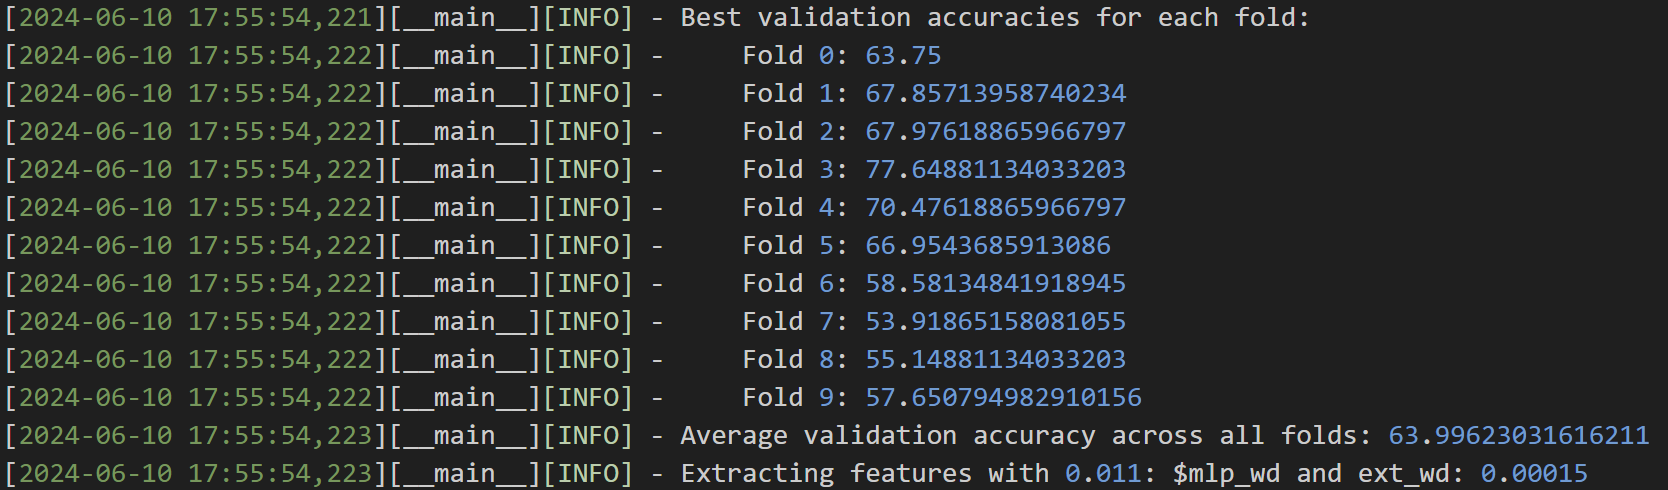 [2024-06-10 17:55:54,221][__main__][INFO] - Best validation accuracies for each fold:
[2024-06-10 17:55:54,222][__main__][INFO] -     Fold 0: 63.75
[2024-06-10 17:55:54,222][__main__][INFO] -     Fold 1: 67.85713958740234
[2024-06-10 17:55:54,222][__main__][INFO] -     Fold 2: 67.97618865966797
[2024-06-10 17:55:54,222][__main__][INFO] -     Fold 3: 77.64881134033203
[2024-06-10 17:55:54,222][__main__][INFO] -     Fold 4: 70.47618865966797
[2024-06-10 17:55:54,222][__main__][INFO] -     Fold 5: 66.9543685913086
[2024-06-10 17:55:54,222][__main__][INFO] -     Fold 6: 58.58134841918945
[2024-06-10 17:55:54,222][__main__][INFO] -     Fold 7: 53.91865158081055
[2024-06-10 17:55:54,222][__main__][INFO] -     Fold 8: 55.14881134033203
[2024-06-10 17:55:54,222][__main__][INFO] -     Fold 9: 57.650794982910156
[2024-06-10 17:55:54,223][__main__][INFO] - Average validation accuracy across all folds: 63.99623031616211
[2024-06-10 17:55:54,223][__main__][INFO] - Extracting features with 0.011: $mlp_wd and ext_wd: 0.00015